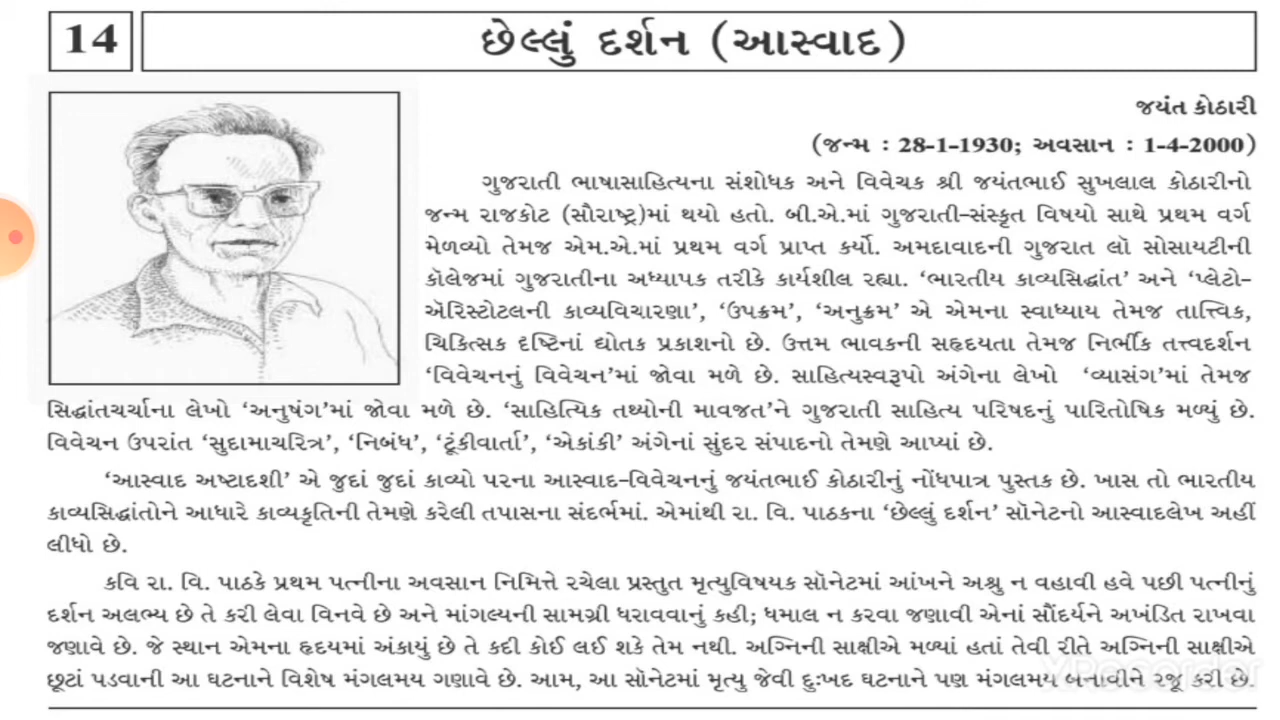 14
છેલ્લું દર્શન (આસ્વાદ)
જયંત કોઠારી
(જન્મ : 28-1-1930; અવસાન : 1-4-2000)
ગુજરાતી ભાષાસાહિત્યના સંશોધક અને વિવેચક શ્રી જયંતભાઈ સુખલાલ કોઠારીનો
જન્મ રાજકોટ (સૌરાષ્ટ્ર)માં થયો હતો. બી.એ.માં ગુજરાતી-સંસ્કૃત વિષયો સાથે પ્રથમ વર્ગ
મેળવ્યો તેમજ એમ.એ.માં પ્રથમ વર્ગ પ્રાપ્ત કર્યો. અમદાવાદની ગુજરાત લૉ સોસાયટીની
કૉલેજમાં ગુજરાતીના અધ્યાપક તરીકે કાર્યશીલ રહ્યા. ‘ભારતીય કાવ્યસિદ્ધાંત’ અને ‘પ્લેટો-
ઍરિસ્ટોટલની કાવ્યવિચારણા’, ‘ઉપક્રમ’, ‘અનુક્રમ’ એ એમના સ્વાધ્યાય તેમજ તાત્ત્વિક,
ચિકિત્સક દૃષ્ટિનાં દ્યોતક પ્રકાશનો છે. ઉત્તમ ભાવકની સહૃદયતા તેમજ નિર્ભીક તત્ત્વદર્શન
‘વિવેચનનું વિવેચન’માં જોવા મળે છે. સાહિત્યસ્વરૂપો અંગેના લેખો ‘વ્યાસંગ’માં તેમજ
સિદ્ધાંતચર્ચાના લેખો ‘અનુષંગ’માં જોવા મળે છે. ‘સાહિત્યિક તથ્યોની માવજત’ને ગુજરાતી સાહિત્ય પરિષદનું પારિતોષિક મળ્યું છે.
વિવેચન ઉપરાંત ‘સુદામાચરિત્ર’, ‘નિબંધ’, ‘ટૂંકીવાર્તા’, ‘એકાંકી’ અંગેનાં સુંદર સંપાદનો તેમણે આપ્યાં છે.
‘આસ્વાદ અષ્ટાદશી’ એ જુદાં જુદાં કાવ્યો પરના આસ્વાદ-વિવેચનનું જયંતભાઈ કોઠારીનું નોંધપાત્ર પુસ્તક છે. ખાસ તો ભારતીય
કાવ્યસિદ્ધાંતોને આધારે કાવ્યકૃતિની તેમણે કરેલી તપાસના સંદર્ભમાં. એમાંથી રા. વિ. પાઠકના ‘છેલ્લું દર્શન’ સૉનેટનો આસ્વાદલેખ અહીં
લીધો છે.
કવિ રા. વિ. પાઠકે પ્રથમ પત્નીના અવસાન નિમિત્તે રચેલા પ્રસ્તુત મૃત્યુવિષયક સૉનેટમાં આંખને અશ્રુ ન વહાવી હવે પછી પત્નીનું
દર્શન અલભ્ય છે તે કરી લેવા વિનવે છે અને માંગલ્યની સામગ્રી ધરાવવાનું કહી; ધમાલ ન કરવા જણાવી એનાં સૌંદર્યને અખંડિત રાખવા
જણાવે છે. જે સ્થાન એમના હૃદયમાં અંકાયું છે તે કદી કોઈ લઈ શકે તેમ નથી. અગ્નિની સાક્ષીએ મળ્યાં હતાં તેવી રીતે અગ્નિની સાક્ષીએ
છૂટાં પડવાની આ ઘટનાને વિશેષ મંગલમય ગણાવે છે. આમ, આ સૉનેટમાં મૃત્યુ જેવી દુઃખદ ઘટનાને પણ મંગલમય બનાવીને રજૂ કરી છે.
XRecorder